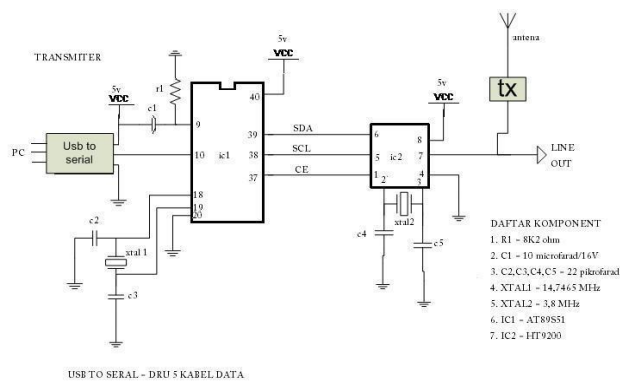 TRANSMITER
5v
VCC
antena
tx
5v
VCC
r1
c1
5v
VCC
40
9
Usb to
serial
PC
10
ic1
39
38
37
SDA
SCL
CE
6
5
1
2
ic2
8
7
4
3
LINE
OUT
18
19
20
c2
xtal 1
c3
c4
xtal2
c5
DAFTAR KOMPONENT
1. R1 - 8K2 ohm
2. C1 - 10 microfarad/16V
3. C2,C3,C4,C5 - 22 pikrofarad
4. XTAL1 - 14,7465 MHz
5. XTAL2 - 3,8 MHz
6. IC1 - AT89S51
7. IC2 - HT9200
USB TO SERAL - DRU 5 KABEL DATA